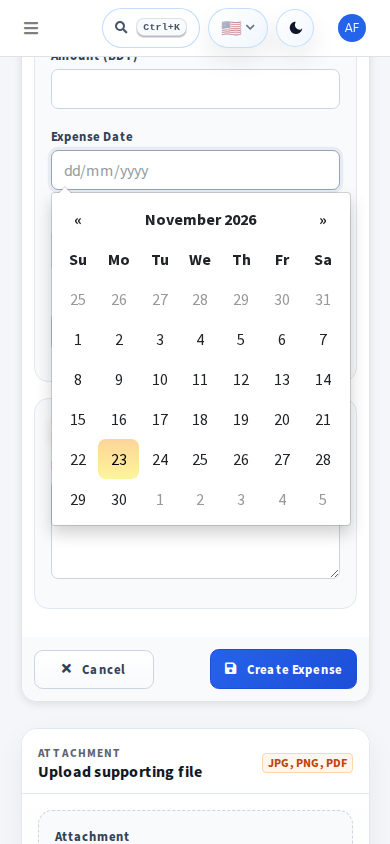 Ctrl+K
AF
Amount (BDT)
Expense Date
dd/mm/yyyy
« November 2026 »
Su Mo Tu We Th Fr Sa
25 26 27 28 29 30 31
1 2 3 4 5 6 7
8 9 10 11 12 13 14
15 16 17 18 19 20 21
22 23 24 25 26 27 28
29 30 1 2 3 4 5
Cancel
Create Expense
ATTACHMENT
Upload supporting file
JPG, PNG, PDF
Attachment